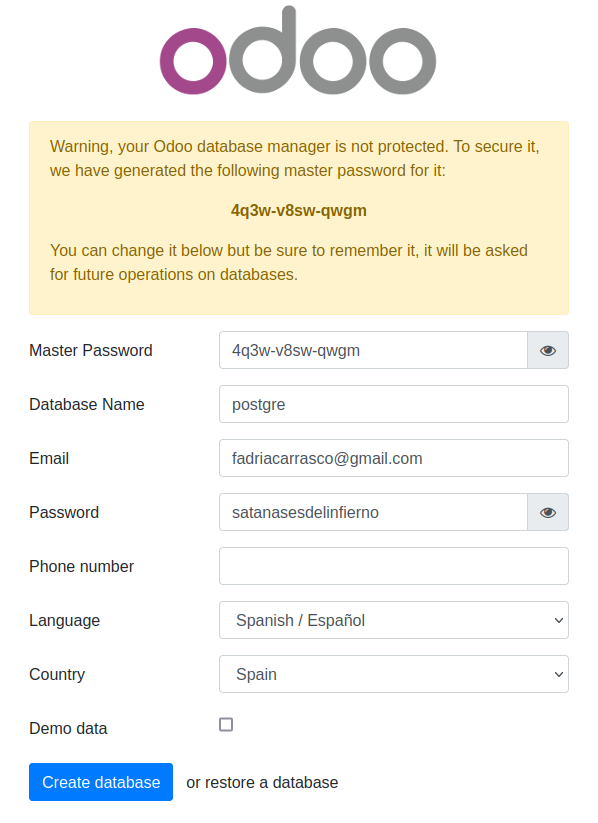 odoo
Warning, your Odoo database manager is not protected. To secure it,
we have generated the following master password for it:
4q3w-v8sw-qwgm
You can change it below but be sure to remember it, it will be asked
for future operations on databases.
Master Password 4q3w-v8sw-qwgm
Database Name postgre
Email fadriacarrasco@gmail.com
Password satanasesdelinfierno
Phone number
Language Spanish / Español
Country Spain
Demo data
Create database or restore a database